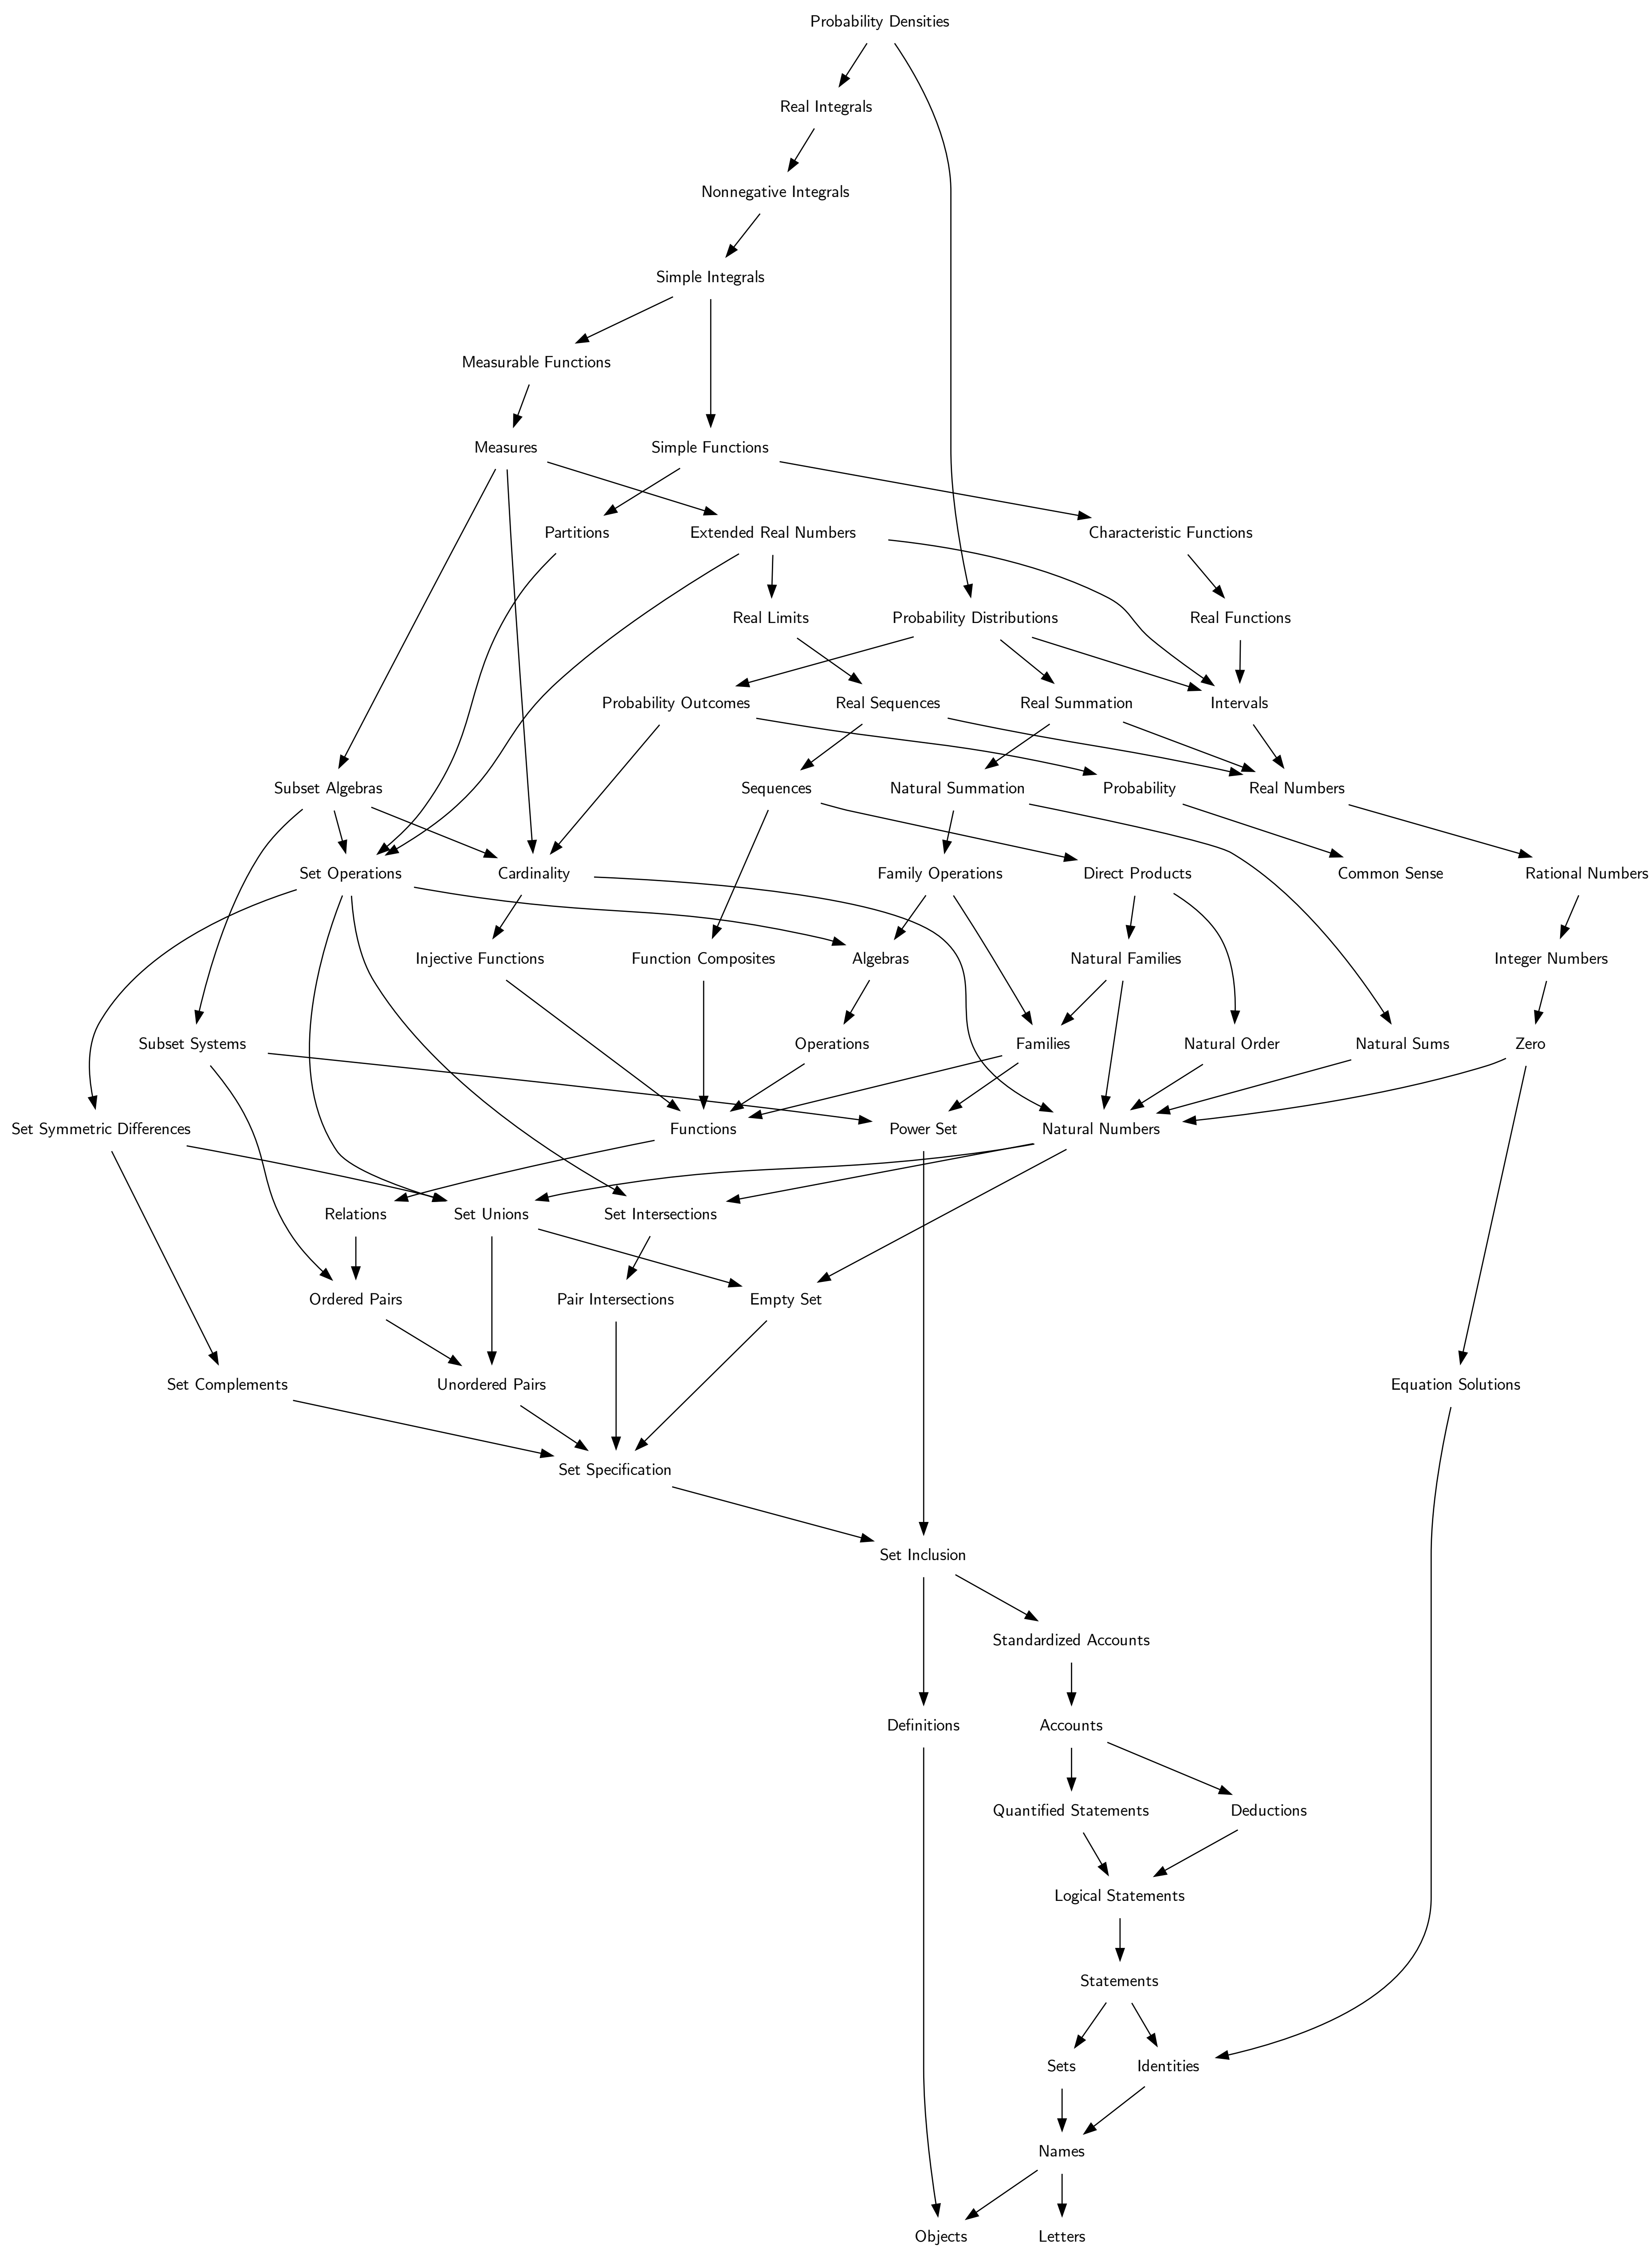 Probability Densities
Real Integrals
Nonnegative Integrals
Simple Integrals
Measurable Functions
Measures
Simple Functions
Partitions
Extended Real Numbers
Characteristic Functions
Real Limits
Probability Distributions
Real Functions
Probability Outcomes
Real Sequences
Real Summation
Intervals
Subset Algebras
Sequences
Natural Summation
Probability
Real Numbers
Set Operations
Cardinality
Family Operations
Direct Products
Common Sense
Rational Numbers
Injective Functions
Function Composites
Algebras
Natural Families
Integer Numbers
Subset Systems
Operations
Families
Natural Order
Natural Sums
Zero
Set Symmetric Differences
Functions
Power Set
Natural Numbers
Relations
Set Unions
Set Intersections
Ordered Pairs
Pair Intersections
Empty Set
Set Complements
Unordered Pairs
Equation Solutions
Set Specification
Set Inclusion
Standardized Accounts
Definitions
Accounts
Quantified Statements
Deductions
Logical Statements
Statements
Sets
Identities
Names
Objects
Letters